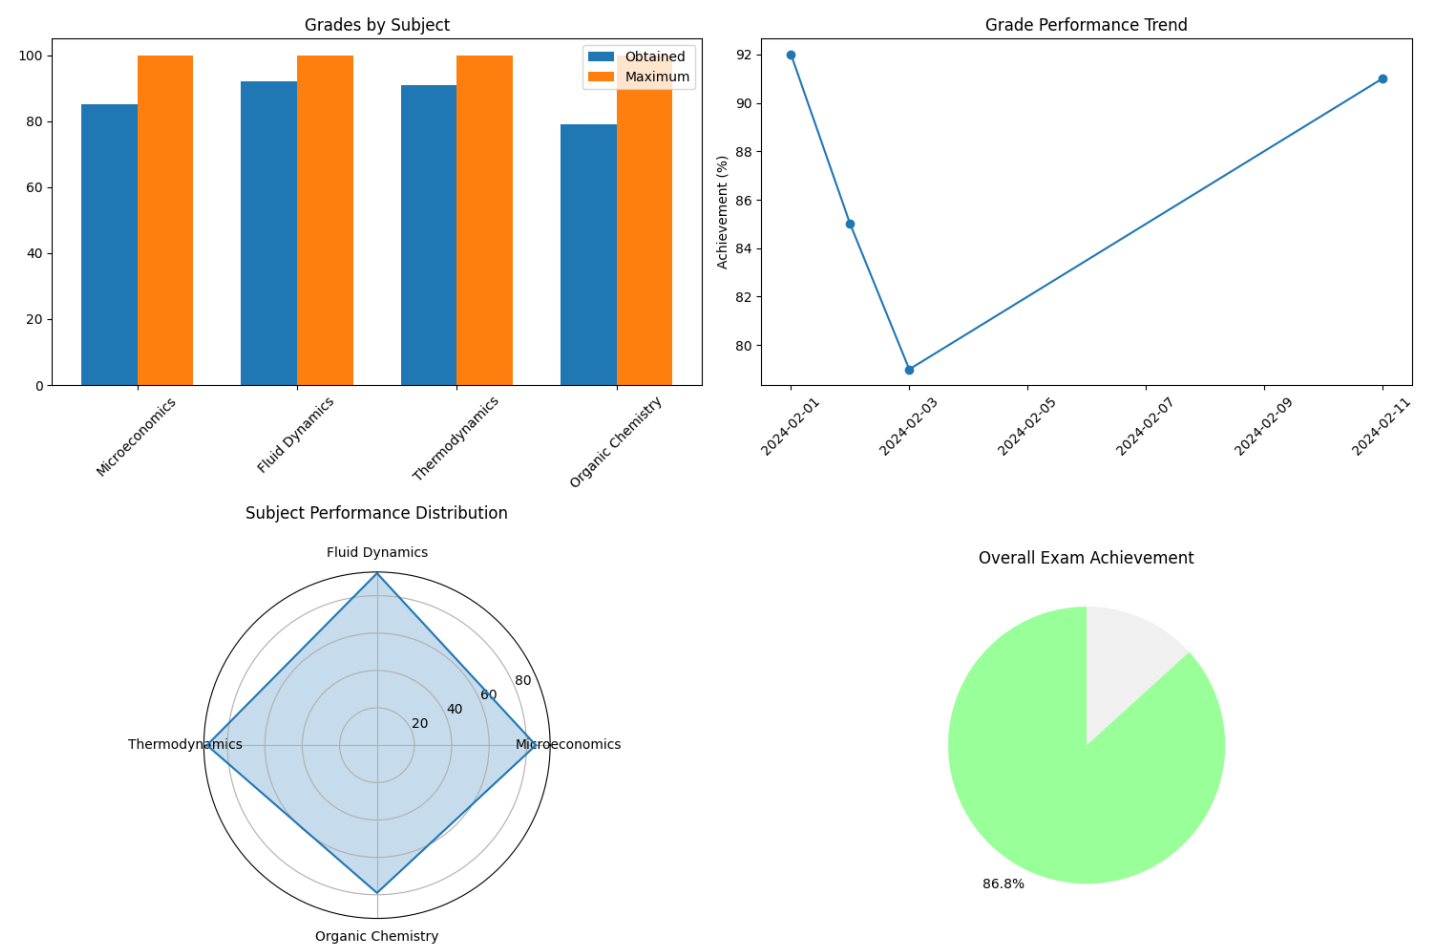 Grades by Subject
100
80
60
40
20
0
Obtained
Maximum
Microeconomics
Fluid Dynamics
Thermodynamics
Organic Chemistry
Grade Performance Trend
Achievement (%)
92
90
88
86
84
82
80
2024-02-01
2024-02-03
2024-02-05
2024-02-07
2024-02-09
2024-02-11
Subject Performance Distribution
Fluid Dynamics
80
60
40
20
Thermodynamics
Microeconomics
Organic Chemistry
Overall Exam Achievement
86.8%